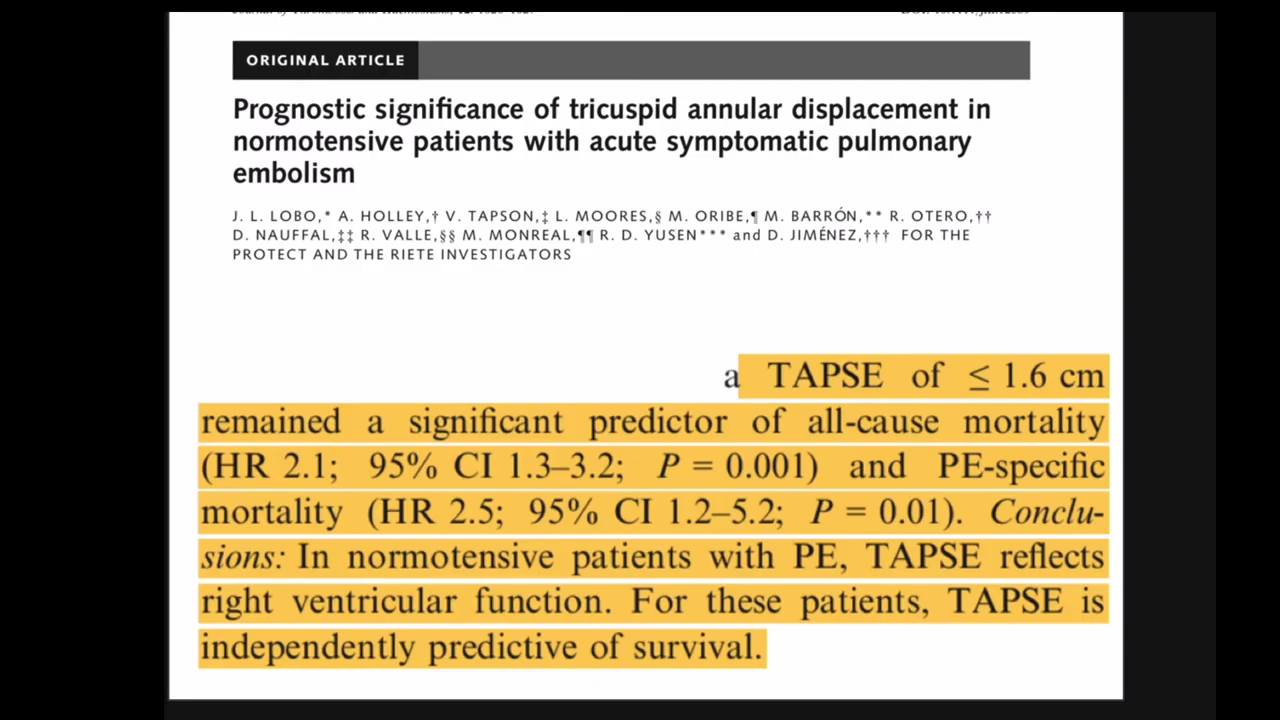 ORIGINAL ARTICLE
Prognostic significance of tricuspid annular displacement in
normotensive patients with acute symptomatic pulmonary
embolism
J. L. LOBO,* A. HOLLEY,† V. TAPSON,‡ L. MOORES,§ M. ORIBE,¶ M. BARRÓN,** R. OTERO,††
D. NAUFFAL,‡‡ R. VALLE,§§ M. MONREAL,¶¶ R. D. YUSEN*** and D. JIMÉNEZ,††† FOR THE
PROTECT AND THE RIETE INVESTIGATORS
a TAPSE of ≤ 1.6 cm
remained a significant predictor of all-cause mortality
(HR 2.1; 95% CI 1.3–3.2; P = 0.001) and PE-specific
mortality (HR 2.5; 95% CI 1.2–5.2; P = 0.01). Conclu-
sions: In normotensive patients with PE, TAPSE reflects
right ventricular function. For these patients, TAPSE is
independently predictive of survival.